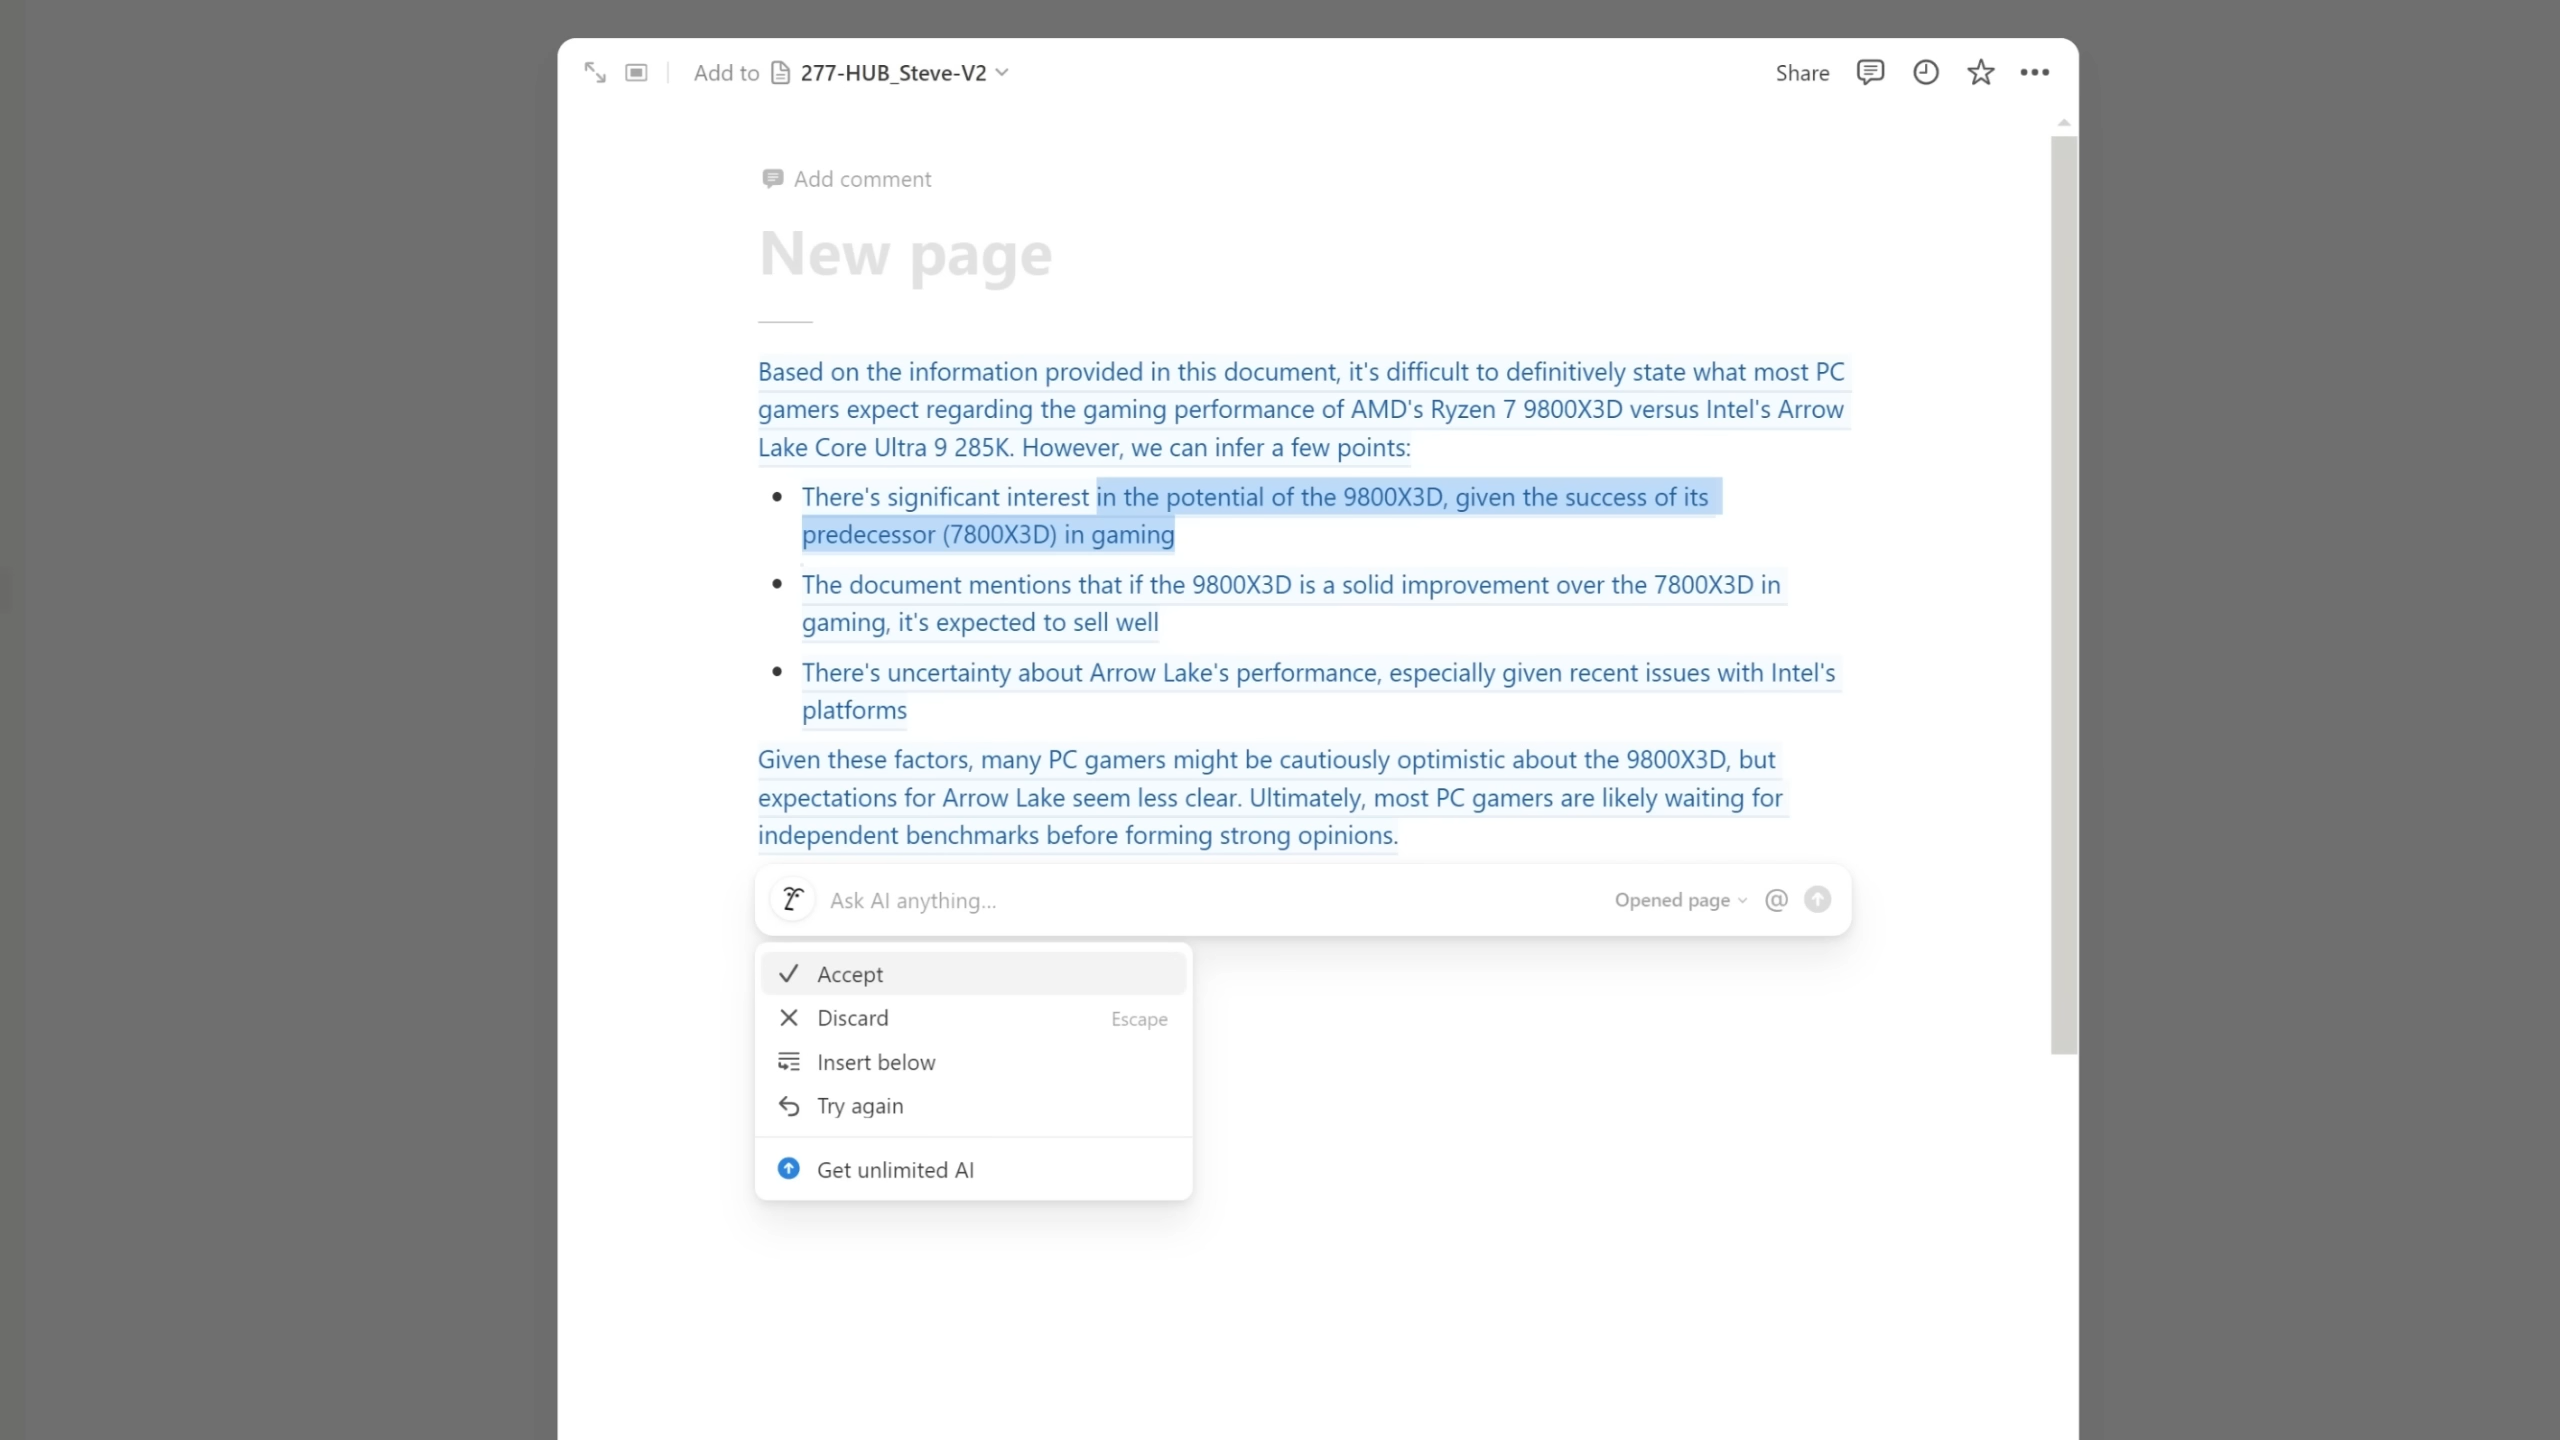 Add to 277-HUB_Steve-V2
Share
Add comment
New page
Based on the information provided in this document, it's difficult to definitively state what most PC
gamers expect regarding the gaming performance of AMD's Ryzen 7 9800X3D versus Intel's Arrow
Lake Core Ultra 9 285K. However, we can infer a few points:
• There's significant interest in the potential of the 9800X3D, given the success of its
predecessor (7800X3D) in gaming
• The document mentions that if the 9800X3D is a solid improvement over the 7800X3D in
gaming, it's expected to sell well
• There's uncertainty about Arrow Lake's performance, especially given recent issues with Intel's
platforms
Given these factors, many PC gamers might be cautiously optimistic about the 9800X3D, but
expectations for Arrow Lake seem less clear. Ultimately, most PC gamers are likely waiting for
independent benchmarks before forming strong opinions.
Ask AI anything...
Opened page @
Accept
Discard Escape
Insert below
Try again
Get unlimited AI